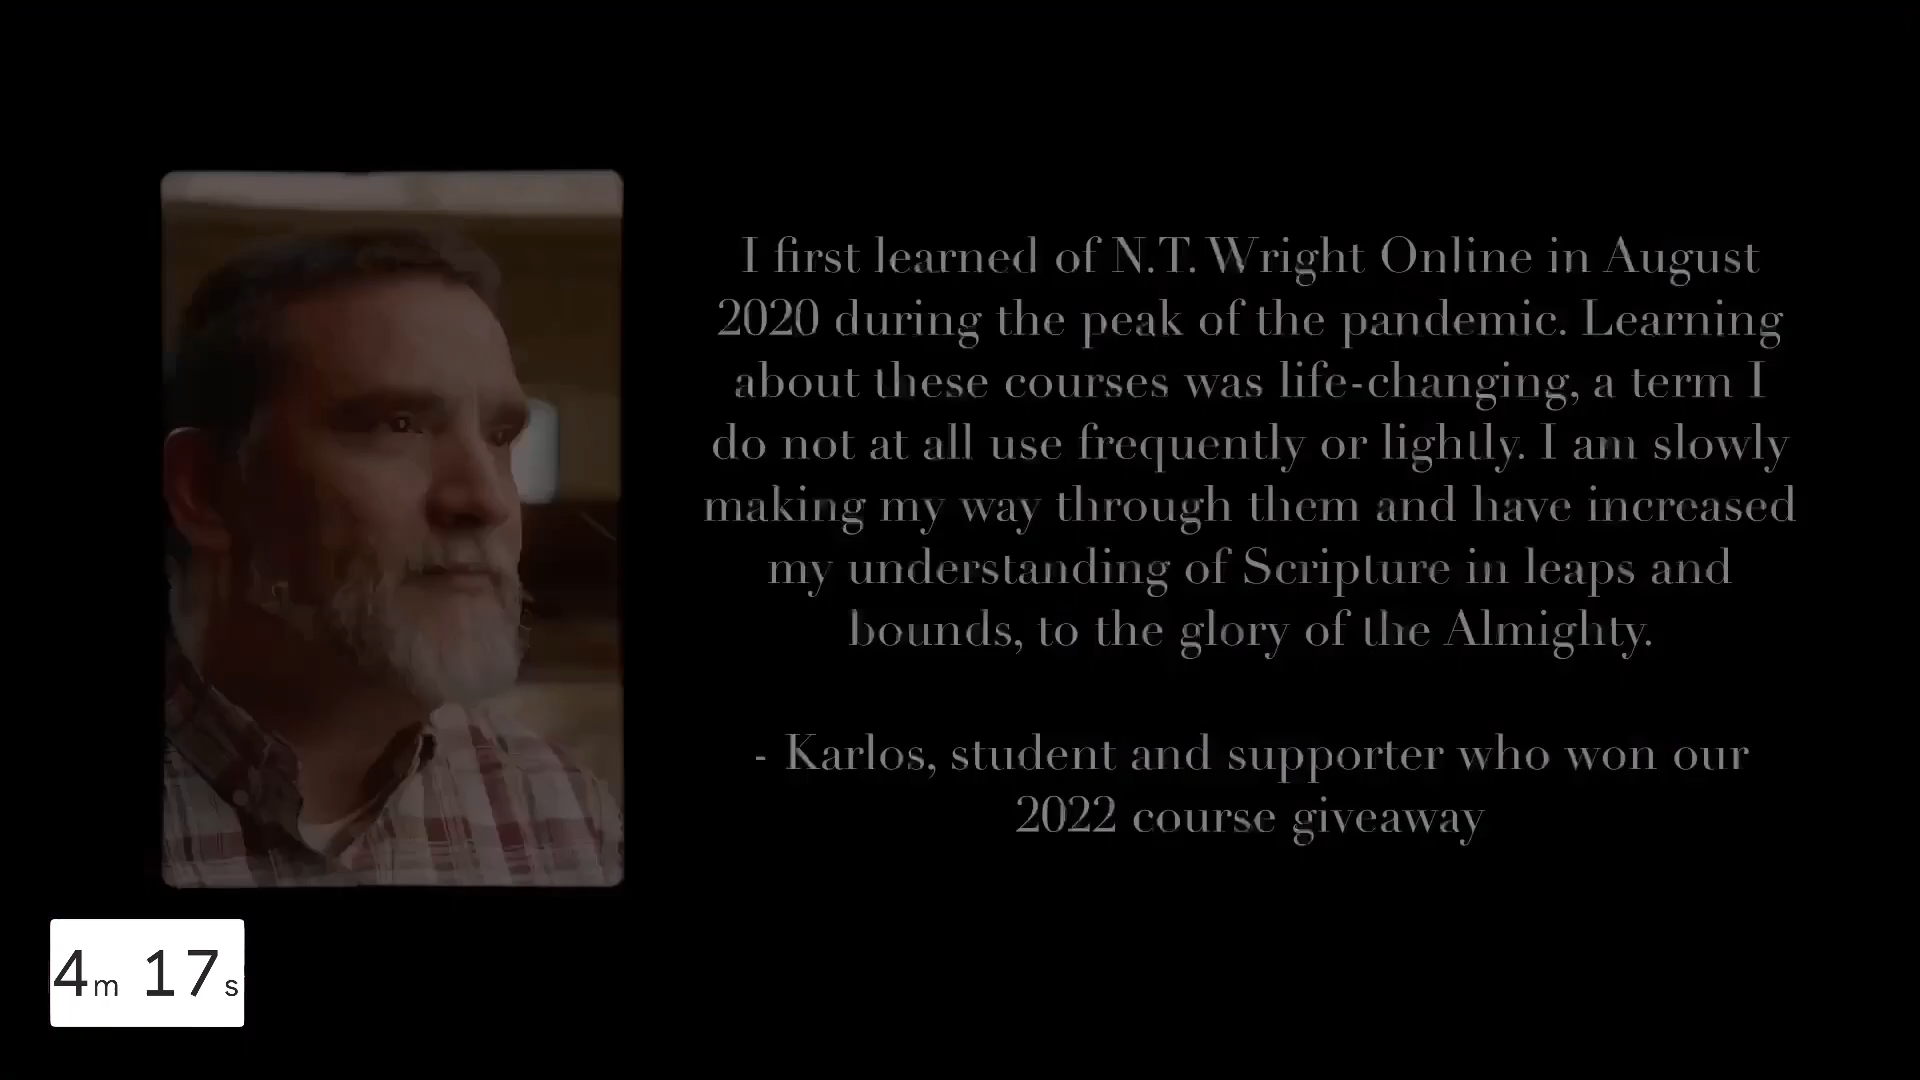 I first learned of N.T. Wright Online in August
2020 during the peak of the pandemic. Learning
about these courses was life-changing, a term I
do not at all use frequently or lightly. I am slowly
making my way through them and have increased
my understanding of Scripture in leaps and
bounds, to the glory of the Almighty.
- Karlos, student and supporter who won our
2022 course giveaway
4m 17s